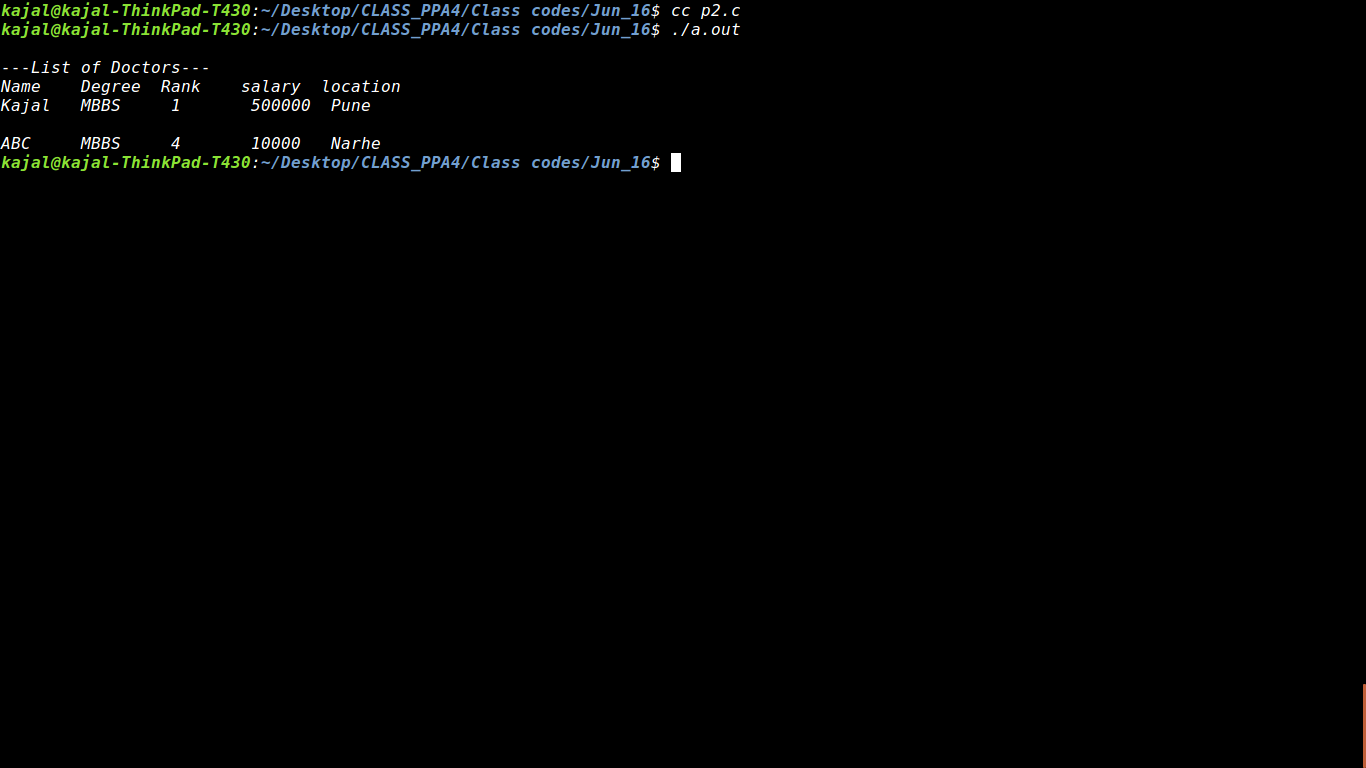 kajal@kajal-ThinkPad-T430:~/Desktop/CLASS_PPA4/Class codes/Jun_16$ cc p2.c
kajal@kajal-ThinkPad-T430:~/Desktop/CLASS_PPA4/Class codes/Jun_16$ ./a.out

---List of Doctors---
Name    Degree  Rank    salary  location
Kajal   MBBS     1       500000  Pune

ABC     MBBS     4       10000   Narhe
kajal@kajal-ThinkPad-T430:~/Desktop/CLASS_PPA4/Class codes/Jun_16$